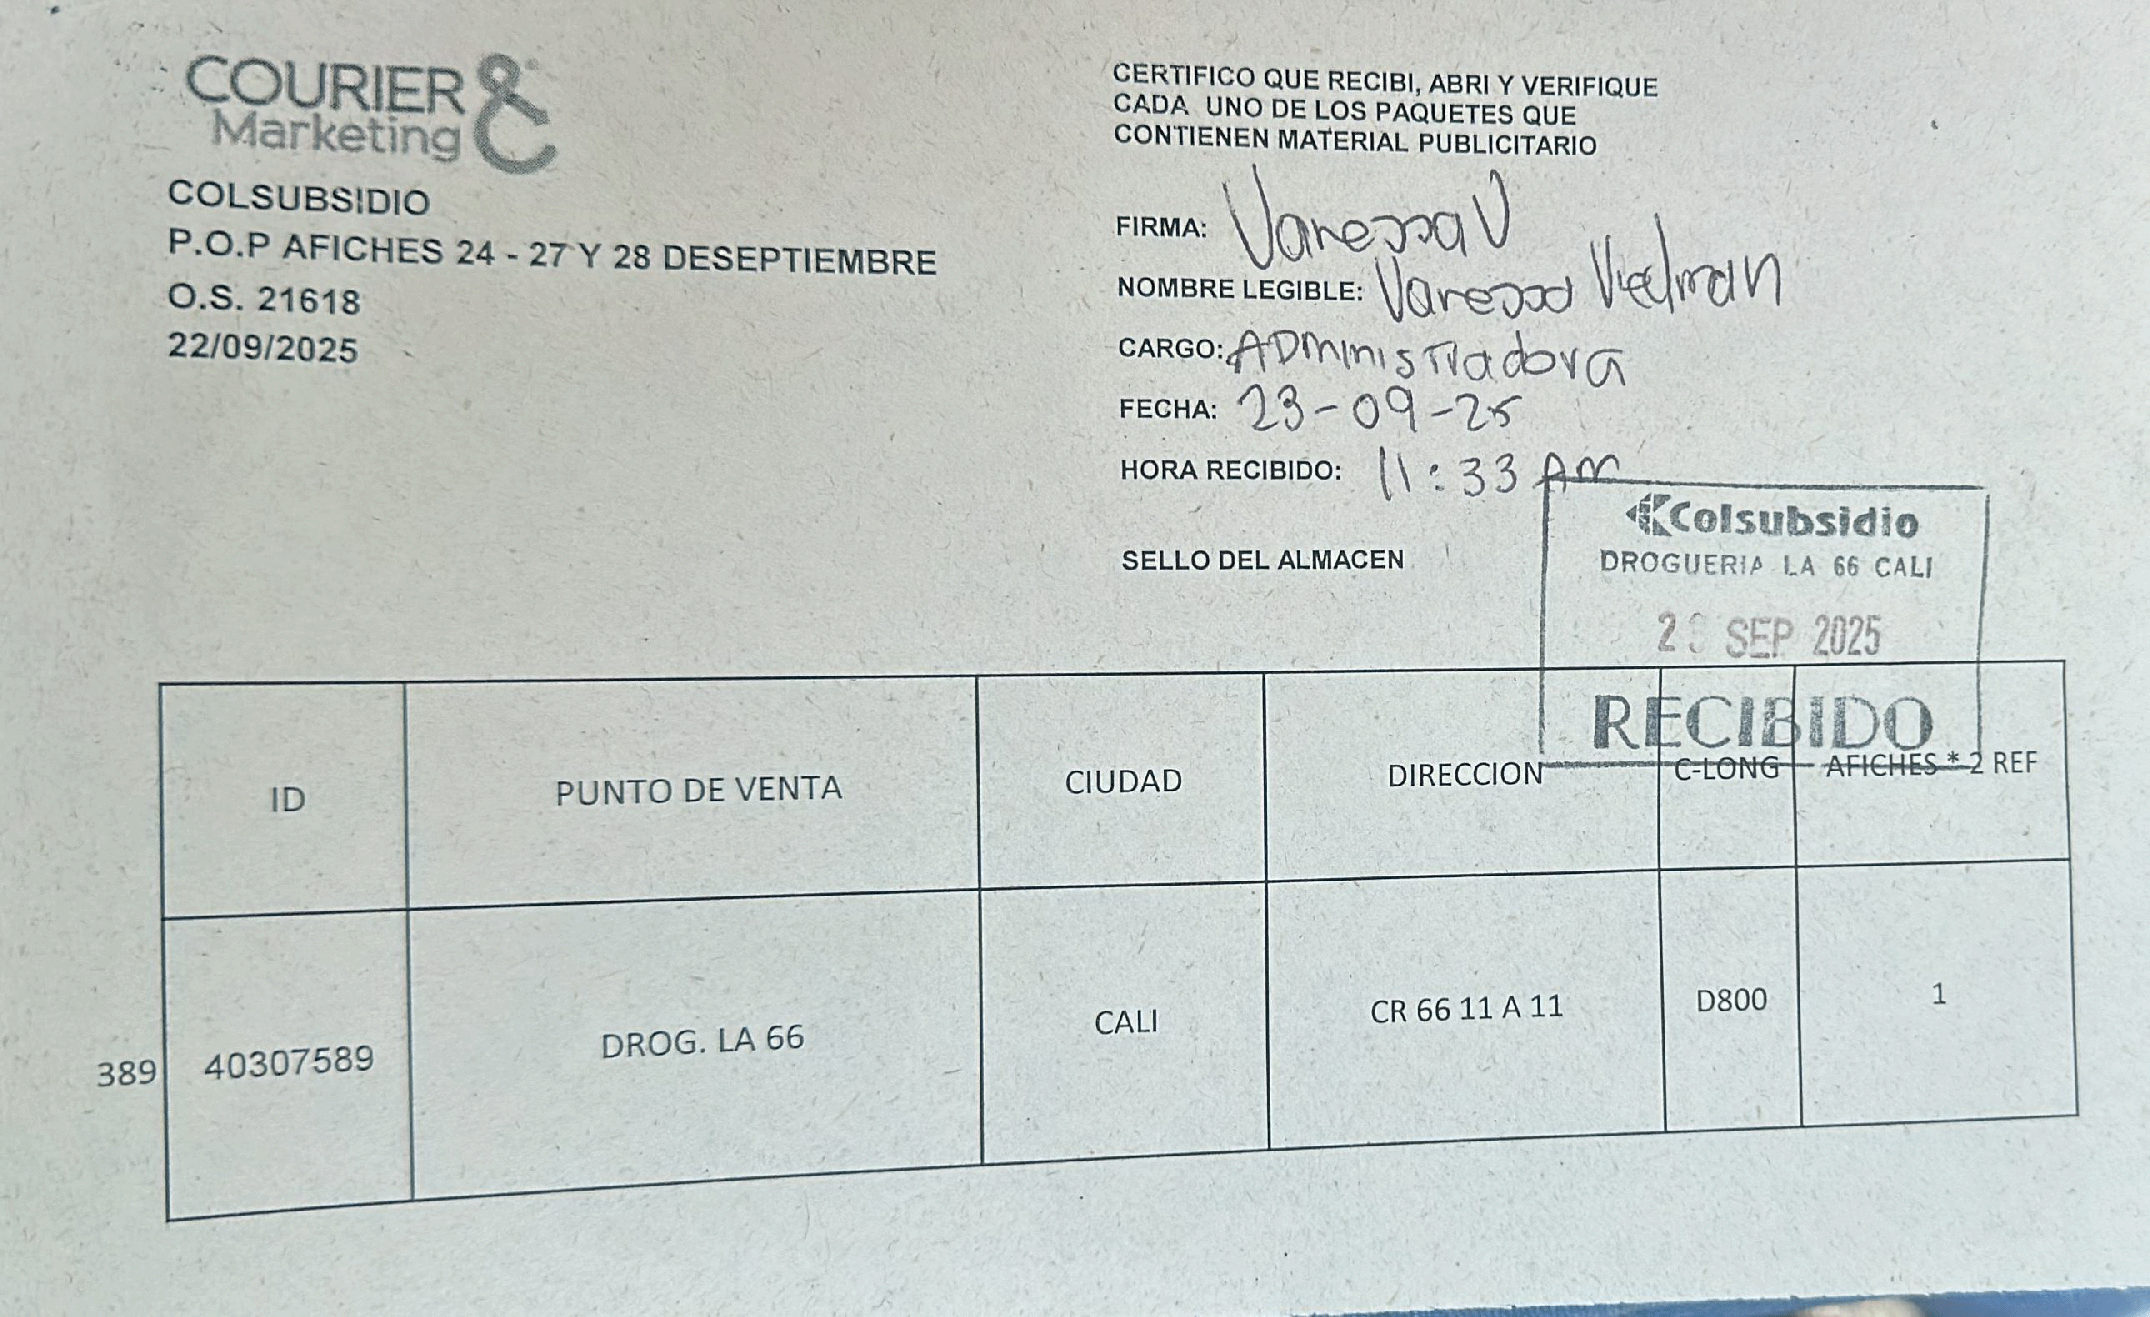 COURIER &
Marketing
COLSUBSIDIO
P.O.P AFICHES 24 - 27 Y 28 DESEPTIEMBRE
O.S. 21618
22/09/2025
CERTIFICO QUE RECIBI, ABRI Y VERIFIQUE
CADA UNO DE LOS PAQUETES QUE
CONTIENEN MATERIAL PUBLICITARIO
FIRMA: Vanessa V
NOMBRE LEGIBLE: Vanessa
CARGO: ADministradora
FECHA: 23-09-25
HORA RECIBIDO: 11:33 Am
SELLO DEL ALMACEN
Colsubsidio
DROGUERIA LA 66 CALI
SEP 2025
RECIBIDO
ID PUNTO DE VENTA CIUDAD DIRECCION C-LONG AFICHES * 2 REF
389 40307589 DROG. LA 66 CALI CR 66 11 A 11 D800 1